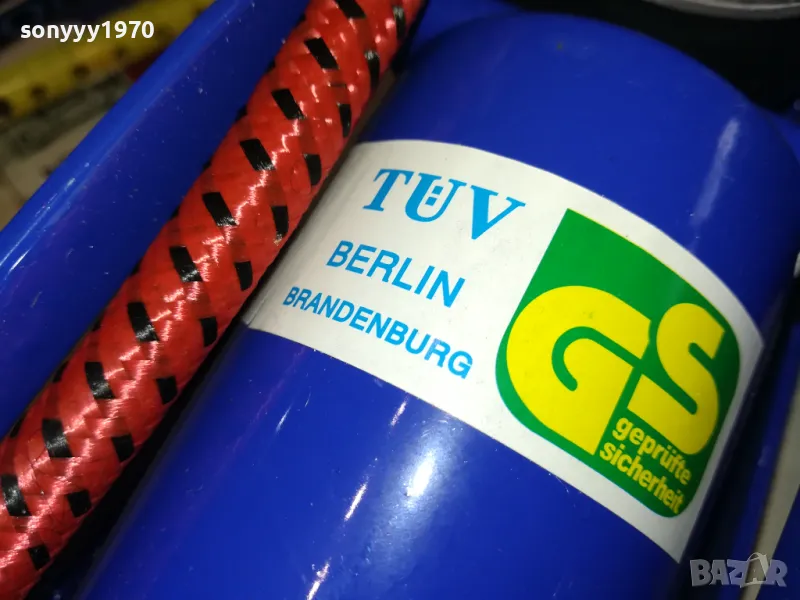 sonyyy1970
TÜV
BERLIN
BRANDENBURG
GS
geprüfte
sicherheit
BAZAR